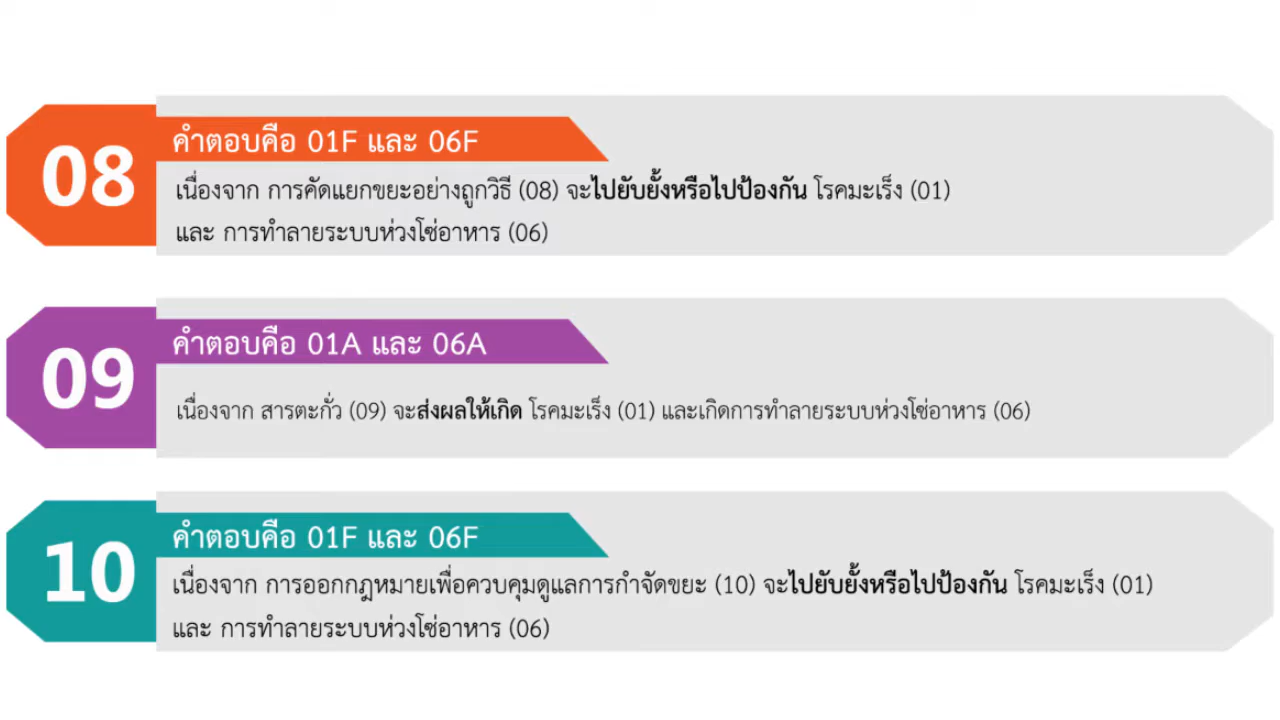 08
คำตอบคือ 01F และ 06F
เนื่องจาก การคัดแยกขยะอย่างถูกวิธี (08) จะไปยับยั้งหรือไปป้องกัน โรคมะเร็ง (01)
และ การทำลายระบบห่วงโซ่อาหาร (06)
09
คำตอบคือ 01A และ 06A
เนื่องจาก สารตะกั่ว (09) จะส่งผลให้เกิด โรคมะเร็ง (01) และเกิดการทำลายระบบห่วงโซ่อาหาร (06)
10
คำตอบคือ 01F และ 06F
เนื่องจาก การออกกฎหมายเพื่อควบคุมดูแลการกำจัดขยะ (10) จะไปยับยั้งหรือไปป้องกัน โรคมะเร็ง (01)
และ การทำลายระบบห่วงโซ่อาหาร (06)